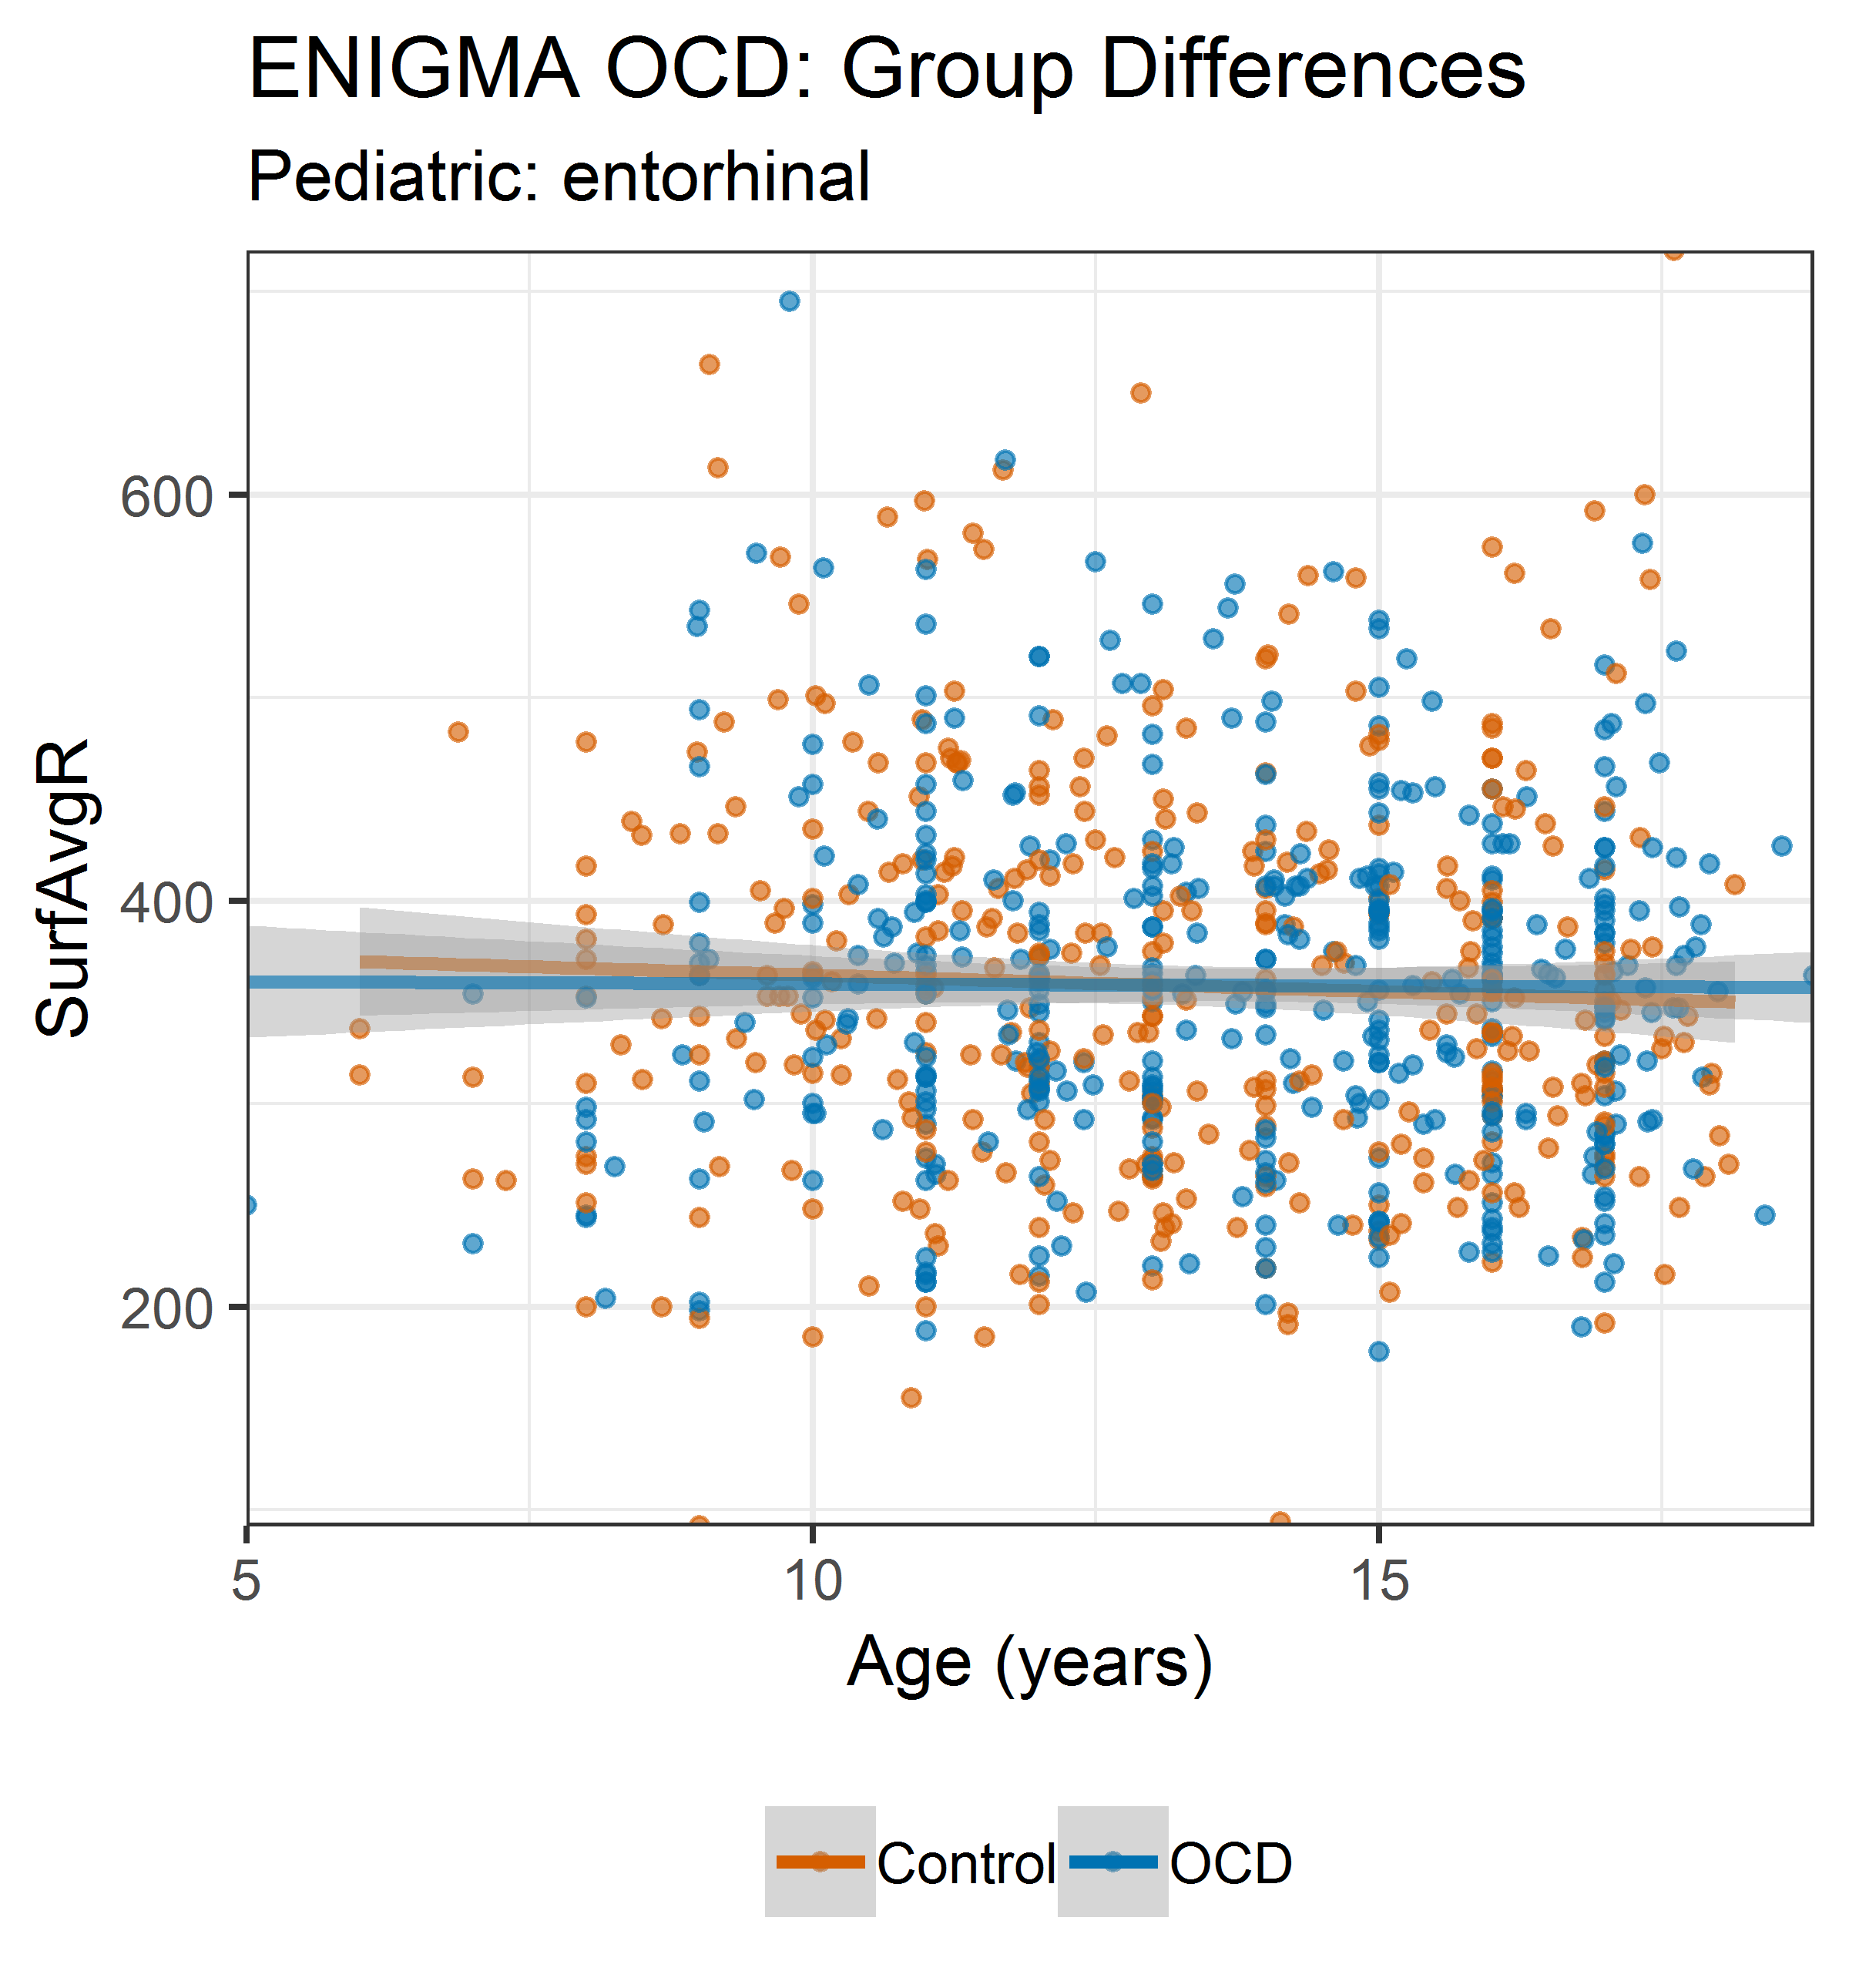 ENIGMA OCD: Group Differences
Pediatric: entorhinal
SurfAvgR
600
400
200
5 10 15
Age (years)
Control OCD